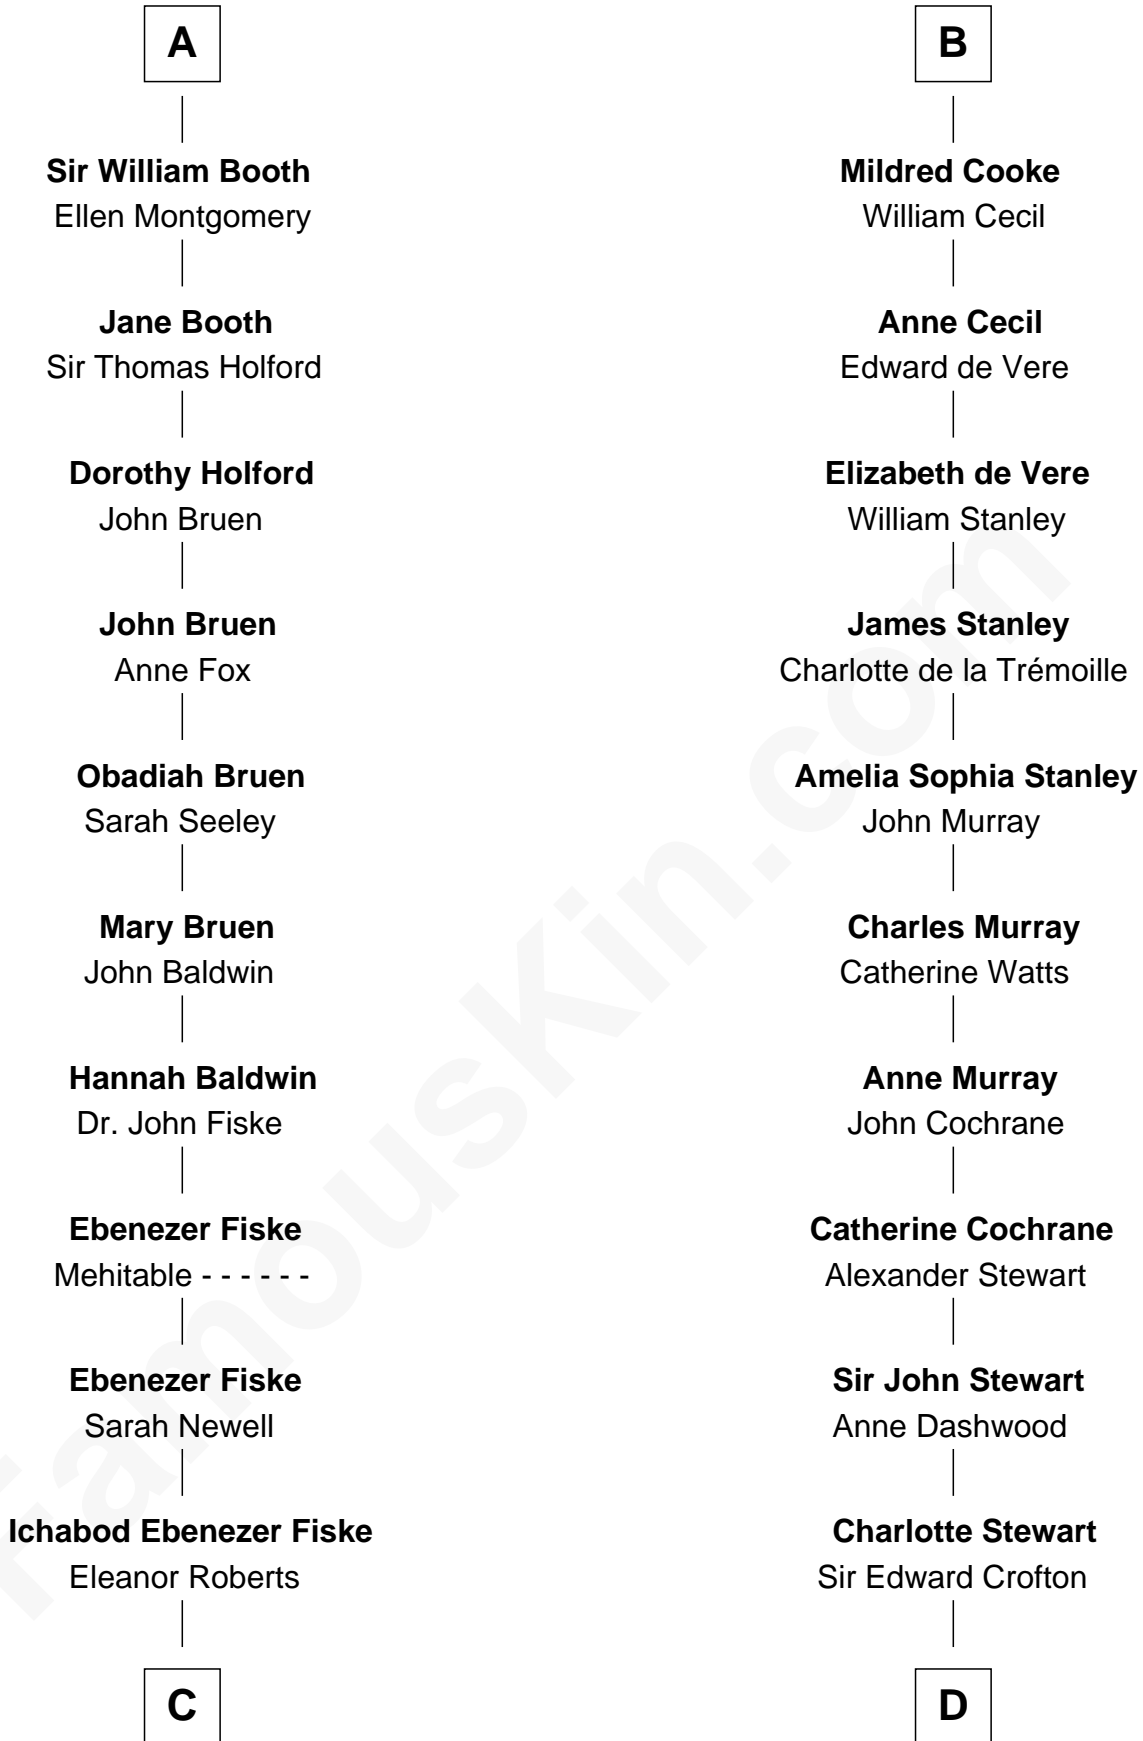 A
Sir William Booth
Ellen Montgomery
Jane Booth
Sir Thomas Holford
Dorothy Holford
John Bruen
John Bruen
Anne Fox
Obadiah Bruen
Sarah Seeley
Mary Bruen
John Baldwin
Hannah Baldwin
Dr. John Fiske
Ebenezer Fiske
Mehitable - - - - - -
Ebenezer Fiske
Sarah Newell
Ichabod Ebenezer Fiske
Eleanor Roberts
C
B
Mildred Cooke
William Cecil
Anne Cecil
Edward de Vere
Elizabeth de Vere
William Stanley
James Stanley
Charlotte de la Trémoille
Amelia Sophia Stanley
John Murray
Charles Murray
Catherine Watts
Anne Murray
John Cochrane
Catherine Cochrane
Alexander Stewart
Sir John Stewart
Anne Dashwood
Charlotte Stewart
Sir Edward Crofton
D
FamousKin.com